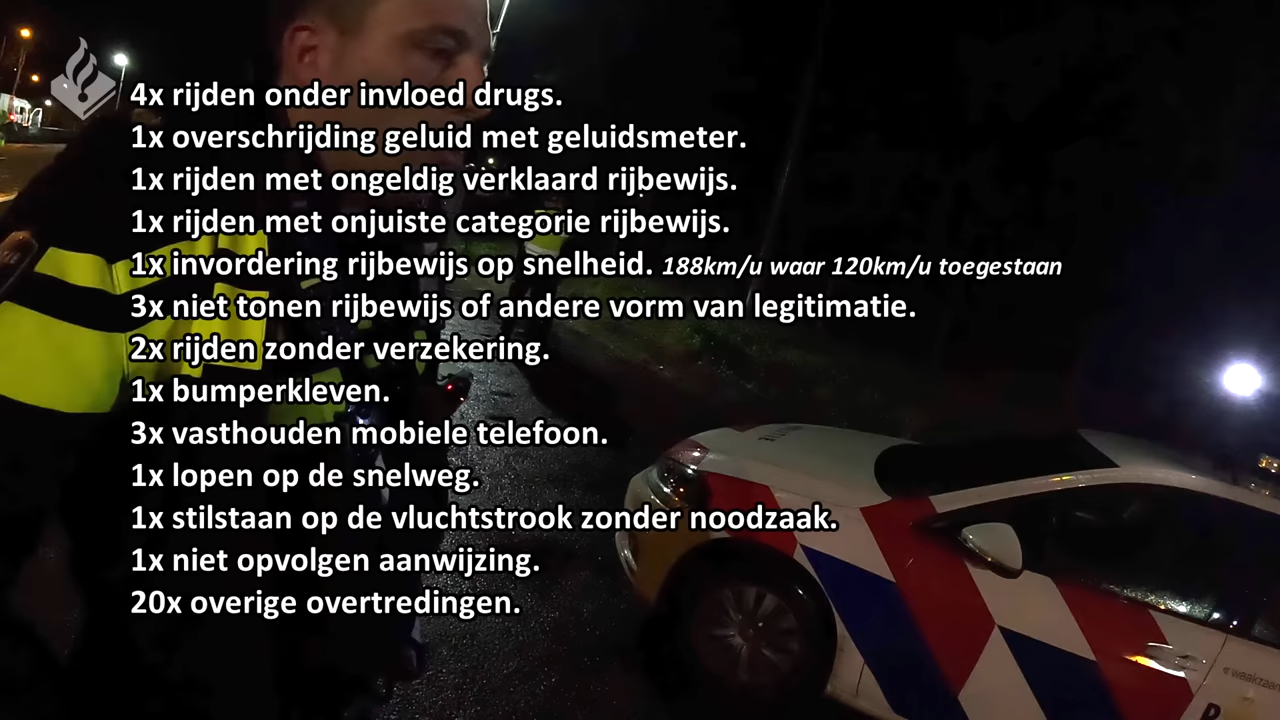 4x rijden onder invloed drugs.
1x overschrijding geluid met geluidsmeter.
1x rijden met ongeldig verklaard rijbewijs.
1x rijden met onjuiste categorie rijbewijs.
1x invordering rijbewijs op snelheid. 188km/u waar 120km/u toegestaan
3x niet tonen rijbewijs of andere vorm van legitimatie.
2x rijden zonder verzekering.
1x bumperkleven.
3x vasthouden mobiele telefoon.
1x lopen op de snelweg.
1x stilstaan op de vluchtstrook zonder noodzaak.
1x niet opvolgen aanwijzing.
20x overige overtredingen.